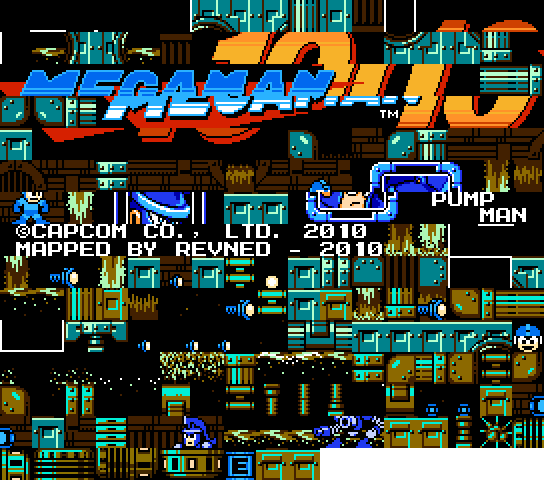 MEGAMAN
10
TM
PUMP
MAN
©CAPCOM CO., LTD. 2010
MAPPED BY REVNED - 2010
E